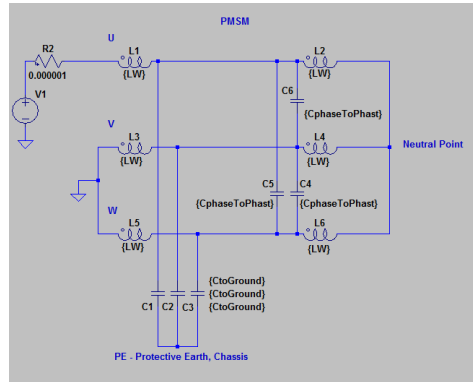 PMSM
U
R2
L1
L2
0.000001
{LW}
{LW}
V1
C6
{CphaseToPhast}
V
L3
L4
Neutral Point
{LW}
{LW}
C5
C4
{CphaseToPhast}
{CphaseToPhast}
W
L5
L6
{LW}
{LW}
{CtoGround}
{CtoGround}
C1
C2
C3
{CtoGround}
PE - Protective Earth, Chassis